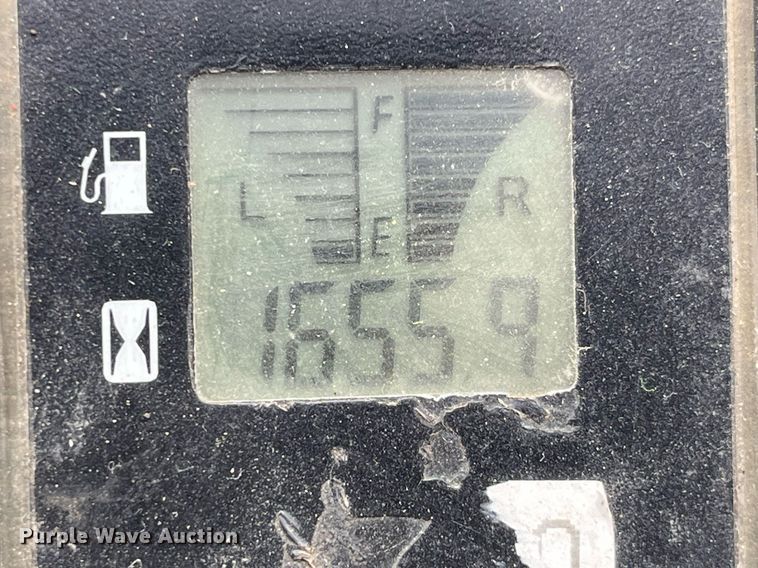 F
L R
E
1655.9
Purple Wave Auction